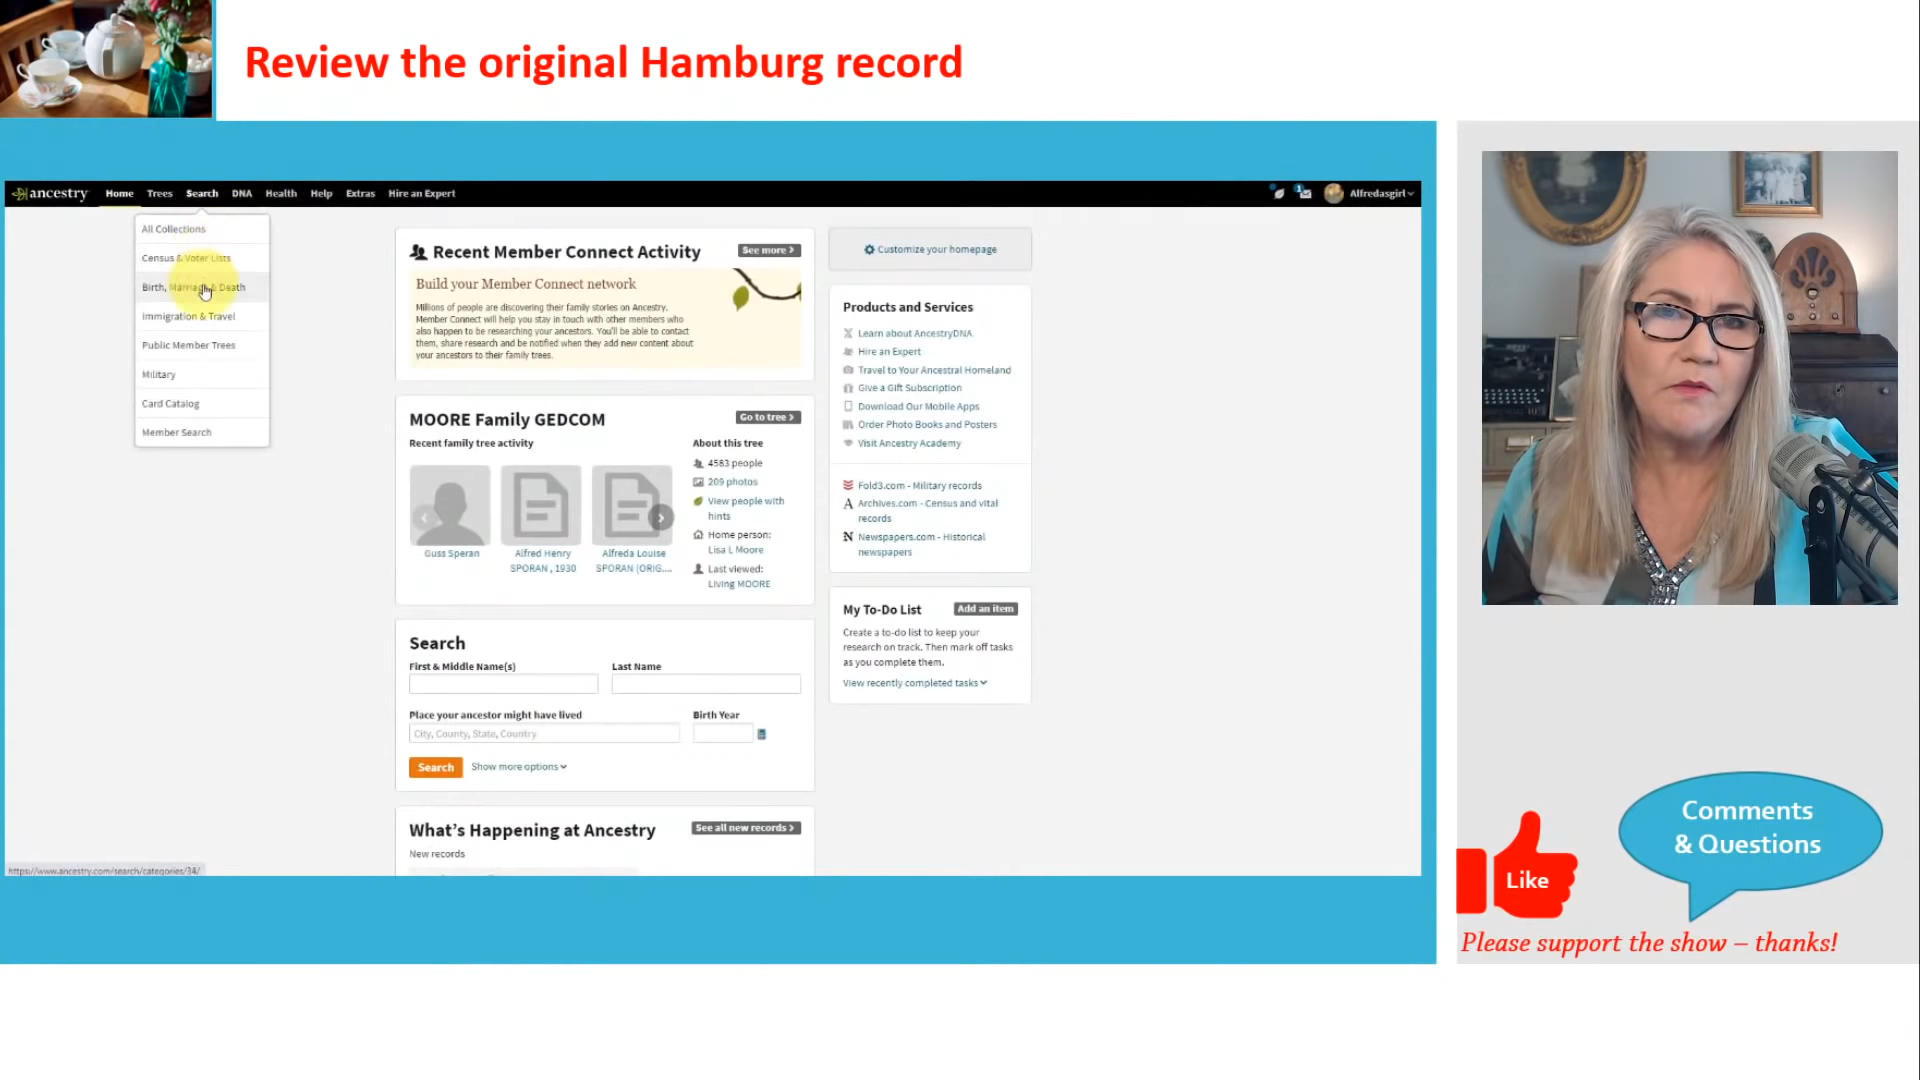 Review the original Hamburg record
ancestry Home Trees Search DNA Health Help Extras Hire an Expert 1 Alfredasgirl
All Collections
Census & Voter Lists
Birth, Marriage & Death
Immigration & Travel
Public Member Trees
Military
Card Catalog
Member Search
Recent Member Connect Activity See more >
Build your Member Connect network
Millions of people are discovering their family stories on Ancestry.
Member Connect will help you stay in touch with other members who
also happen to be researching your ancestors. You'll be able to contact
them, share research and be notified when they add new content about
your ancestors to their family trees.
MOORE Family GEDCOM Go to tree >
Recent family tree activity
Guss Speran
Alfred Henry
SPORAN , 1930
Alfreda Louise
SPORAN (ORIG....
About this tree
4583 people
209 photos
View people with
hints
Home person:
Lisa L Moore
Last viewed:
Living MOORE
Search
First & Middle Name(s) Last Name
Place your ancestor might have lived Birth Year
City, County, State, Country
Search Show more options
What's Happening at Ancestry See all new records >
New records
Customize your homepage
Products and Services
Learn about AncestryDNA
Hire an Expert
Travel to Your Ancestral Homeland
Give a Gift Subscription
Download Our Mobile Apps
Order Photo Books and Posters
Visit Ancestry Academy
Fold3.com - Military records
A Archives.com - Census and vital
records
N Newspapers.com - Historical
newspapers
My To-Do List Add an item
Create a to-do list to keep your
research on track. Then mark off tasks
as you complete them.
View recently completed tasks
https://www.ancestry.com/search/categories/34/
Comments
& Questions
Like
Please support the show – thanks!